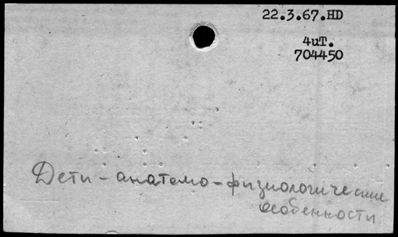 22.3.67.HD
4uT.
704450
Дети - анатомо - физиологические
особенности